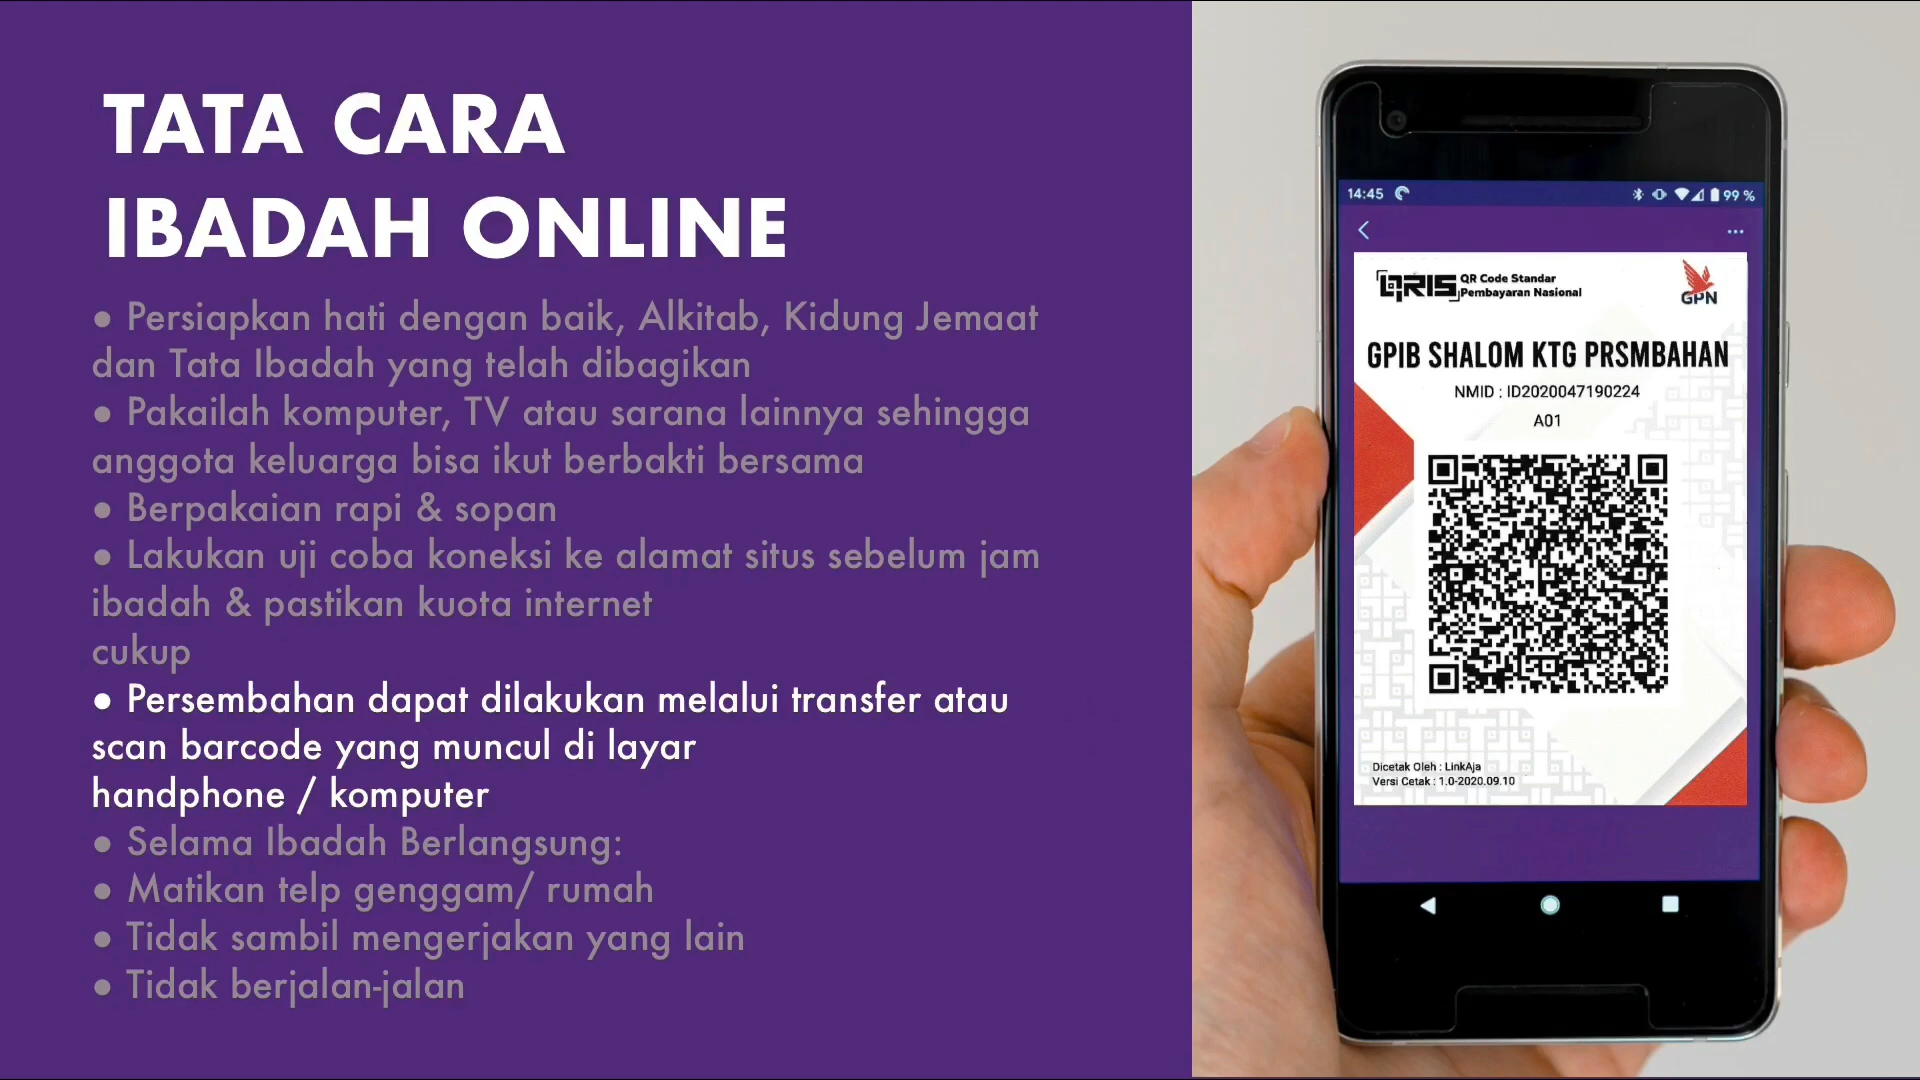 TATA CARA
IBADAH ONLINE
● Persiapkan hati dengan baik, Alkitab, Kidung Jemaat
dan Tata Ibadah yang telah dibagikan
● Pakailah komputer, TV atau sarana lainnya sehingga
anggota keluarga bisa ikut berbakti bersama
● Berpakaian rapi & sopan
● Lakukan uji coba koneksi ke alamat situs sebelum jam
ibadah & pastikan kuota internet
cukup
● Persembahan dapat dilakukan melalui transfer atau
scan barcode yang muncul di layar
handphone / komputer
● Selama Ibadah Berlangsung:
● Matikan telp genggam/ rumah
● Tidak sambil mengerjakan yang lain
● Tidak berjalan-jalan
14:45
99 %
QRIS QR Code Standar
Pembayaran Nasional
GPN
GPIB SHALOM KTG PRSMBAHAN
NMID : ID2020047190224
A01
Dicetak Oleh : LinkAja
Versi Cetak : 1.0-2020.09.10